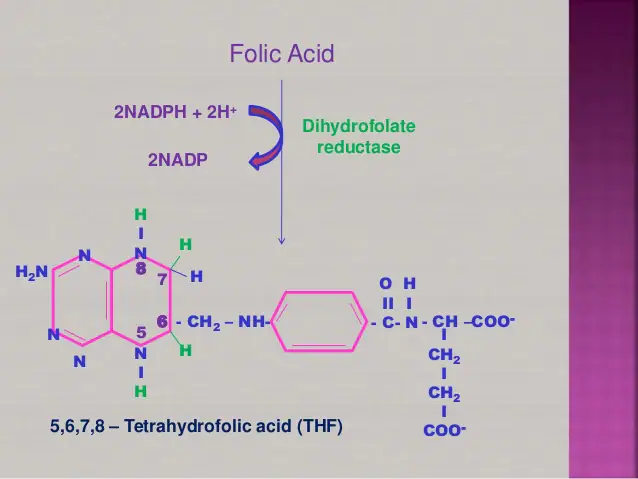 Folic Acid
2NADPH + 2H⁺
Dihydrofolate
reductase
2NADP
H
I
N
8
H
N
H₂N
7
H
O H
II I
6 - CH₂ – NH-
- C- N - CH –COO⁻
N
5
I
N
N
H
CH₂
I
I
H
CH₂
I
COO⁻
5,6,7,8 – Tetrahydrofolic acid (THF)